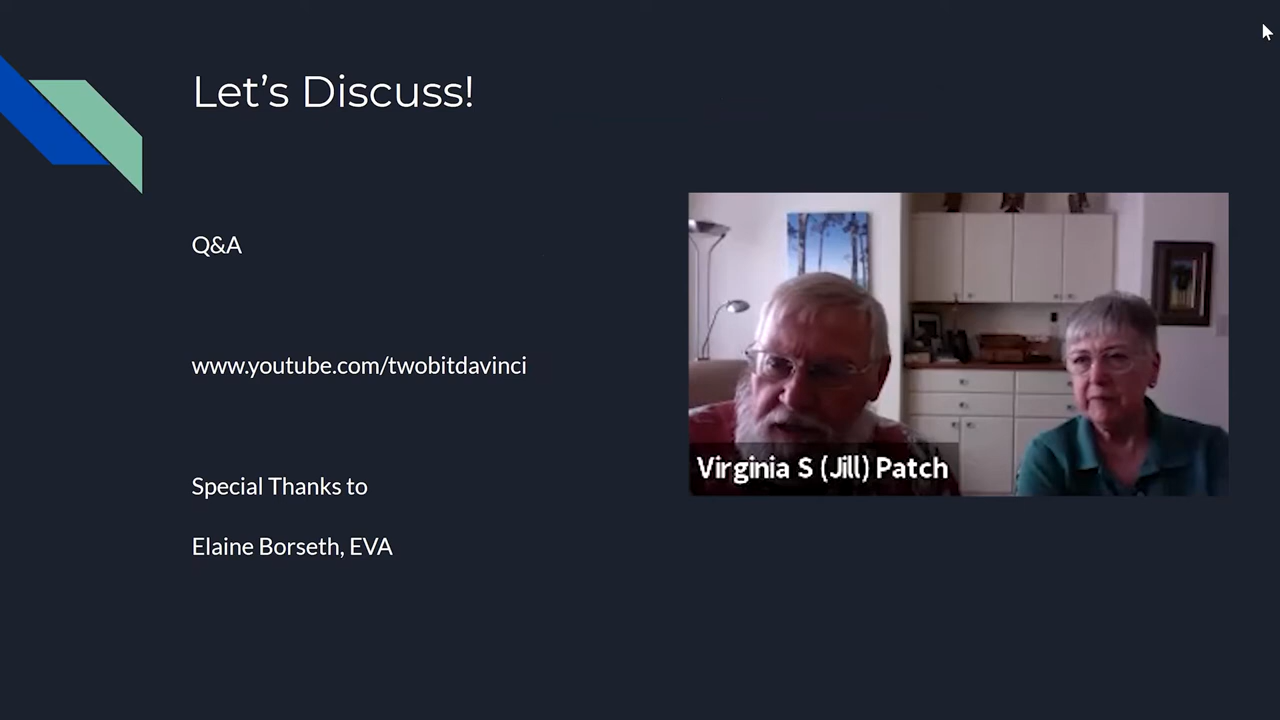 Let's Discuss!
Q&A
www.youtube.com/twobitdavinci
Special Thanks to
Elaine Borseth, EVA
Virginia S (Jill) Patch